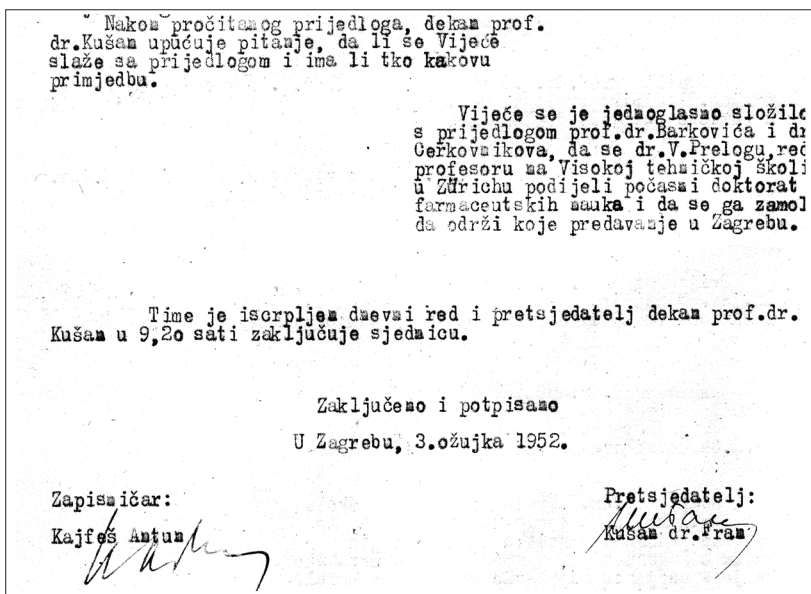 Nakon pročitanog prijedloga, dekan prof.
dr.Kušan upućuje pitanje, da li se Vijeće
slaže sa prijedlogom i ima li tko kakovu
primjedbu.
Vijeće se je jednoglasno složilo
s prijedlogom prof.dr.Barkovića i dr
Cerkovnikova, da se dr.V.Prelogu,red
profesoru na Visokoj tehničkoj školi
u Zürichu podijeli počasni doktorat
farmaceutskih nauka i da se ga zamol
da održi koje predavanje u Zagrebu.
Time je iscrpljen dnevni red i pretsjedatelj dekan prof.dr.
Kušan u 9,2o sati zaključuje sjednicu.
Zaključeno i potpisano
U Zagrebu, 3.ožujka 1952.
Zapisničar:
Kajfeš Antun
Pretsjedatelj:
Kušan dr.Fran